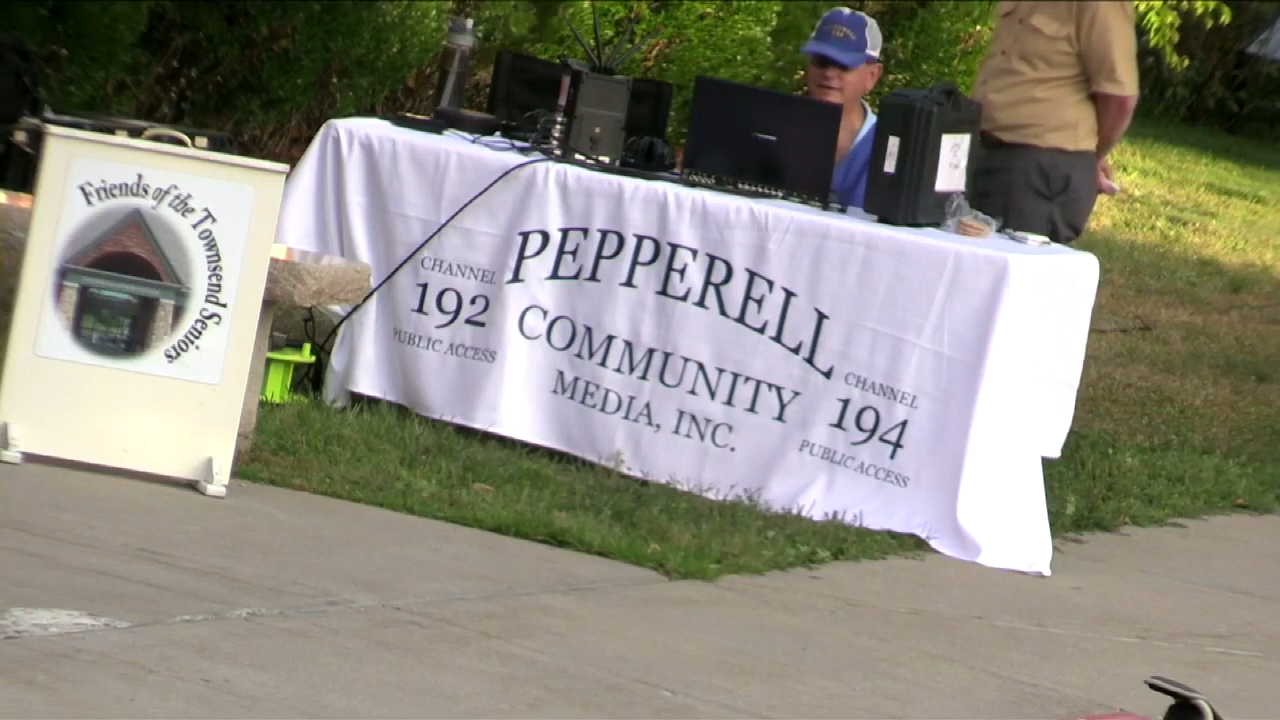 Friends of the Townsend Seniors
PEPPERELL
COMMUNITY
MEDIA, INC.
CHANNEL
192
PUBLIC ACCESS
CHANNEL
194
PUBLIC ACCESS